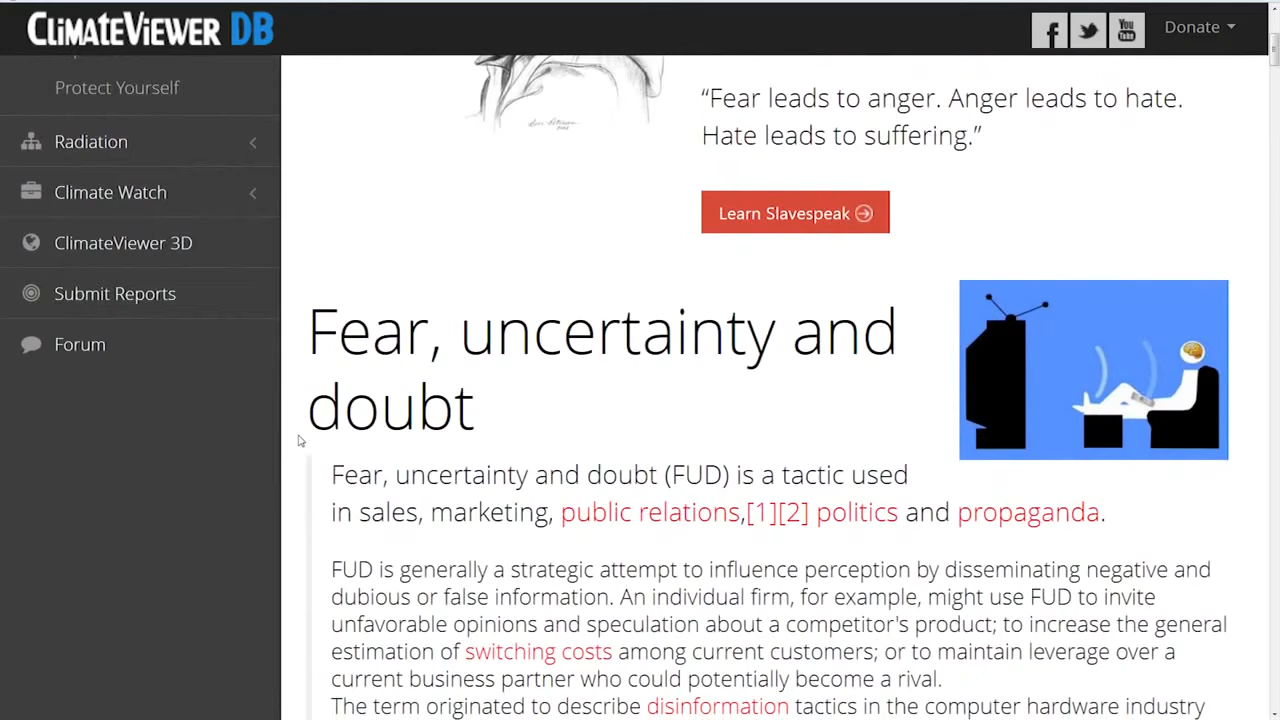 CLIMATEVIEWER DB
Donate
Protect Yourself
Radiation
Climate Watch
ClimateViewer 3D
Submit Reports
Forum
“Fear leads to anger. Anger leads to hate.
Hate leads to suffering.”
Learn Slavespeak
Fear, uncertainty and
doubt
Fear, uncertainty and doubt (FUD) is a tactic used
in sales, marketing, public relations,[1][2] politics and propaganda.
FUD is generally a strategic attempt to influence perception by disseminating negative and
dubious or false information. An individual firm, for example, might use FUD to invite
unfavorable opinions and speculation about a competitor's product; to increase the general
estimation of switching costs among current customers; or to maintain leverage over a
current business partner who could potentially become a rival.
The term originated to describe disinformation tactics in the computer hardware industry